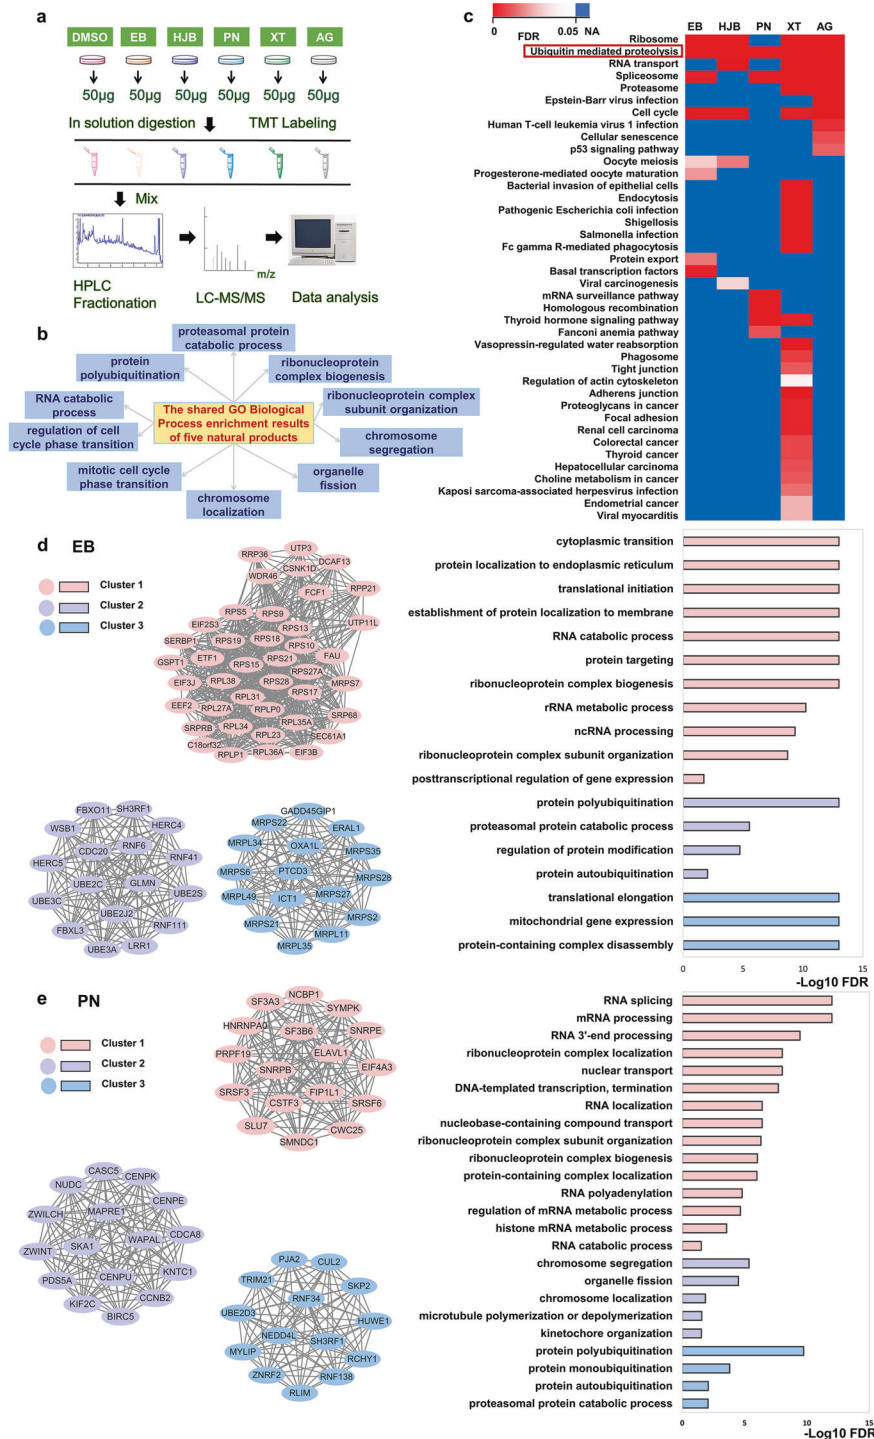 a
DMSO EB HJB PN XT AG
50µg 50µg 50µg 50µg 50µg 50µg
In solution digestion TMT Labeling
Mix
m/z
HPLC
Fractionation
LC-MS/MS
Data analysis
b
proteasomal protein
catabolic process
protein
polyubiquitination
ribonucleoprotein
complex biogenesis
RNA catabolic
process
ribonucleoprotein complex
subunit organization
The shared GO Biological
Process enrichment results
of five natural products
regulation of cell
cycle phase transition
chromosome
segregation
mitotic cell cycle
phase transition
organelle
fission
chromosome
localization
c
0 FDR 0.05 NA
EB HJB PN XT AG
Ribosome
Ubiquitin mediated proteolysis
RNA transport
Spliceosome
Proteasome
Epstein-Barr virus infection
Cell cycle
Human T-cell leukemia virus 1 infection
Cellular senescence
p53 signaling pathway
Oocyte meiosis
Progesterone-mediated oocyte maturation
Bacterial invasion of epithelial cells
Endocytosis
Pathogenic Escherichia coli infection
Shigellosis
Salmonella infection
Fc gamma R-mediated phagocytosis
Protein export
Basal transcription factors
Viral carcinogenesis
mRNA surveillance pathway
Homologous recombination
Thyroid hormone signaling pathway
Fanconi anemia pathway
Vasopressin-regulated water reabsorption
Phagosome
Tight junction
Regulation of actin cytoskeleton
Adherens junction
Proteoglycans in cancer
Focal adhesion
Renal cell carcinoma
Colorectal cancer
Thyroid cancer
Hepatocellular carcinoma
Choline metabolism in cancer
Kaposi sarcoma-associated herpesvirus infection
Endometrial cancer
Viral myocarditis
d EB
Cluster 1
Cluster 2
Cluster 3
UTP3
RRP36
DCAF13
WDR46
CSNK1D
FCF1
RPP21
UTP11L
RPS5
RPS9
EIF2S3
RPS13
SERBP1
RPS19
RPS18
RPS10
GSPT1
ETF1
RPS15
RPS21
FAU
RPS27A
MRPS7
EIF3J
RPL38
RPS28
RPS17
RPL31
EEF2
RPL27A
RPLP0
SRP68
SRPRB
RPL34
RPL35A
RPL23
SEC61A1
C18orf32
RPLP1
RPL36A
EIF3B
FBXO11
SH3RF1
WSB1
HERC4
CDC20
RNF6
HERC5
RNF41
UBE2C
GLMN
UBE3C
UBE2S
UBE2J2
FBXL3
RNF111
UBE3A
LRR1
GADD45GIP1
MRPS22
ERAL1
MRPL34
OXA1L
MRPS35
MRPS6
PTCD3
MRPS28
MRPL49
ICT1
MRPS27
MRPS21
MRPS2
MRPL11
MRPL35
cytoplasmic transition
protein localization to endoplasmic reticulum
translational initiation
establishment of protein localization to membrane
RNA catabolic process
protein targeting
ribonucleoprotein complex biogenesis
rRNA metabolic process
ncRNA processing
ribonucleoprotein complex subunit organization
posttranscriptional regulation of gene expression
protein polyubiquitination
proteasomal protein catabolic process
regulation of protein modification
protein autoubiquitination
translational elongation
mitochondrial gene expression
protein-containing complex disassembly
0 5 10 15
-Log10 FDR
e PN
Cluster 1
Cluster 2
Cluster 3
NCBP1
SF3A3
SYMPK
HNRNPA0
SF3B6
SNRPE
PRPF19
ELAVL1
EIF4A3
SNRPB
SRSF3
FIP1L1
CSTF3
SRSF6
SLU7
CWC25
SMNDC1
CASC5
CENPK
NUDC
CENPE
MAPRE1
ZWILCH
CDCA8
WAPAL
SKA1
ZWINT
KNTC1
CENPU
PDS5A
CCNB2
KIF2C
BIRC5
PJA2
CUL2
TRIM21
SKP2
RNF34
UBE2D3
HUWE1
NEDD4L
SH3RF1
MYLIP
RCHY1
ZNRF2
RNF138
RLIM
RNA splicing
mRNA processing
RNA 3'-end processing
ribonucleoprotein complex localization
nuclear transport
DNA-templated transcription, termination
RNA localization
nucleobase-containing compound transport
ribonucleoprotein complex subunit organization
ribonucleoprotein complex biogenesis
protein-containing complex localization
RNA polyadenylation
regulation of mRNA metabolic process
histone mRNA metabolic process
RNA catabolic process
chromosome segregation
organelle fission
chromosome localization
microtubule polymerization or depolymerization
kinetochore organization
protein polyubiquitination
protein monoubiquitination
protein autoubiquitination
proteasomal protein catabolic process
0 5 10 15
-Log10 FDR